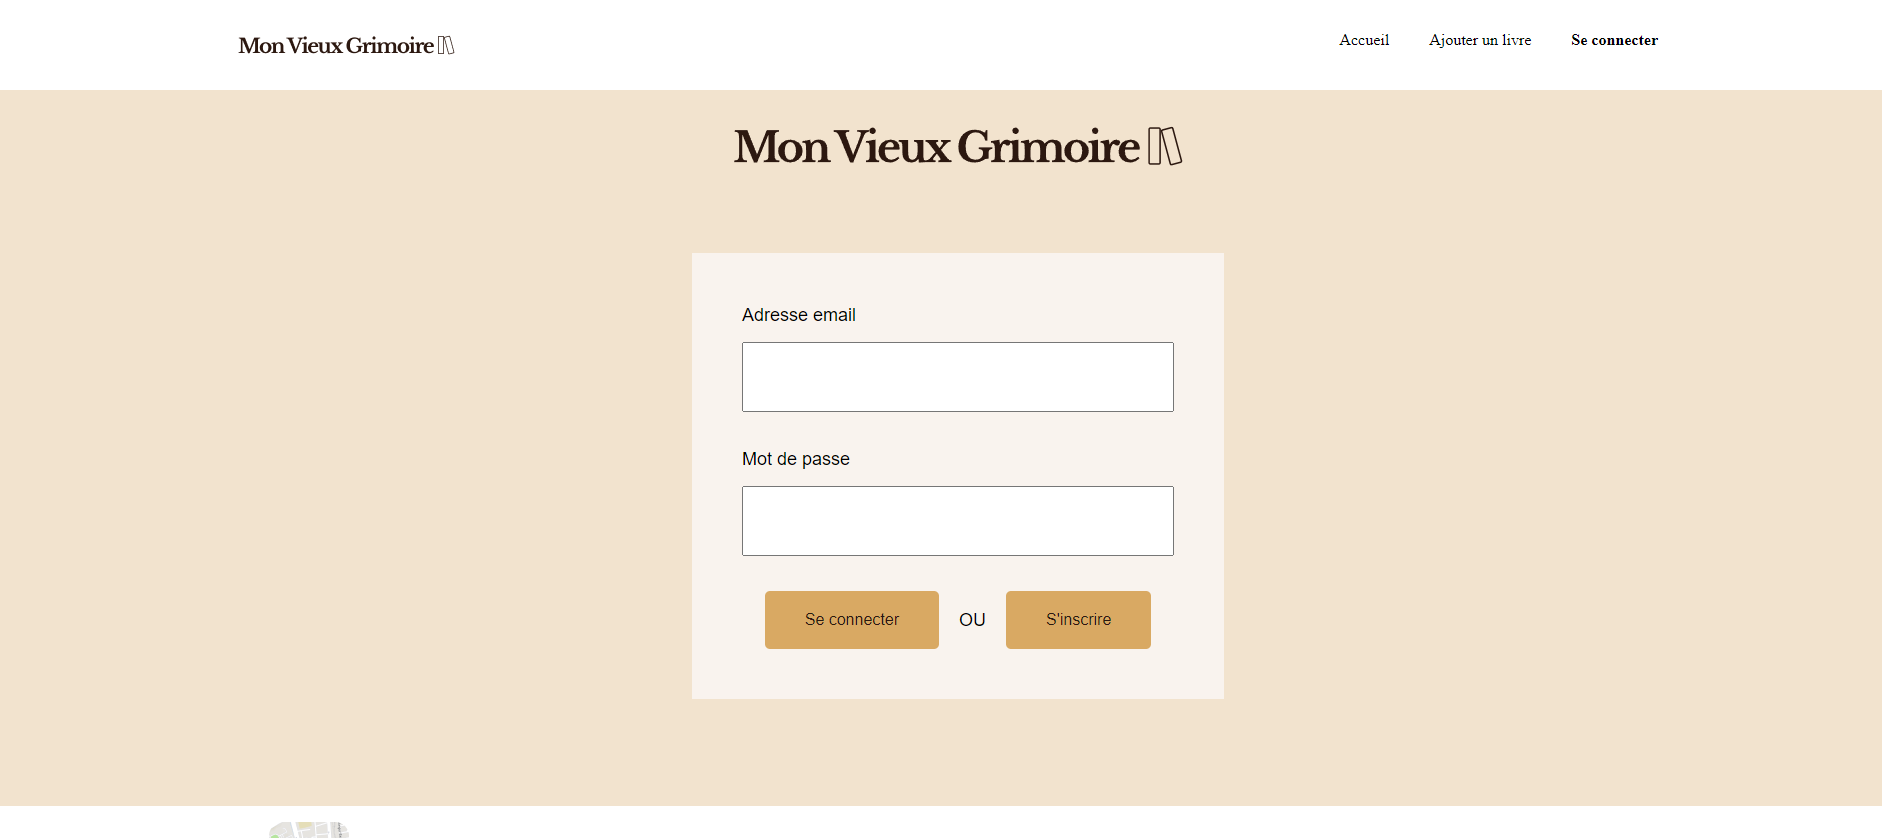 Mon Vieux Grimoire
Accueil Ajouter un livre Se connecter
Mon Vieux Grimoire
Adresse email
Mot de passe
Se connecter OU S'inscrire